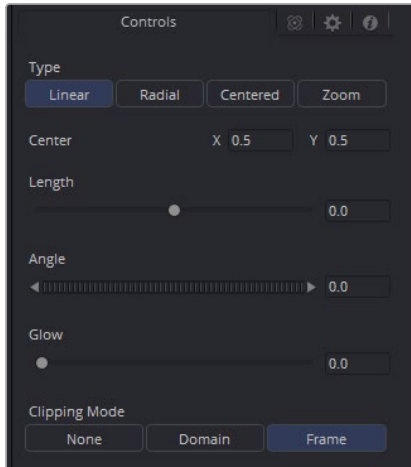 Controls
Type
Linear Radial Centered Zoom
Center X 0.5 Y 0.5
Length
0.0
Angle
0.0
Glow
0.0
Clipping Mode
None Domain Frame